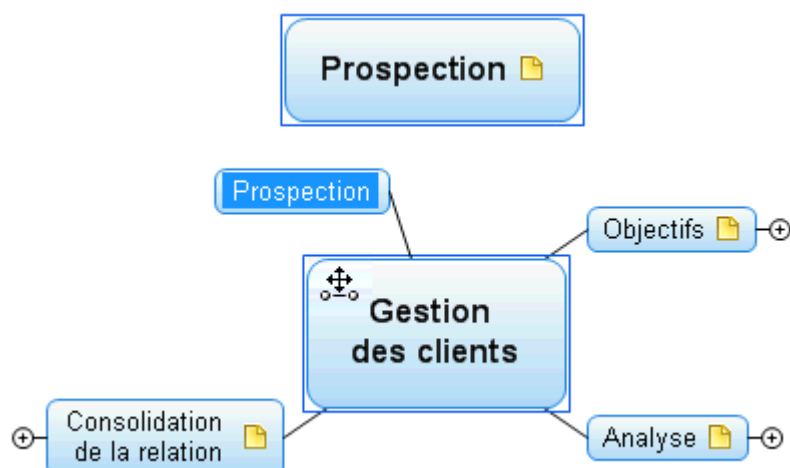 Prospection
Prospection
Objectifs
Gestion
des clients
Consolidation
de la relation
Analyse